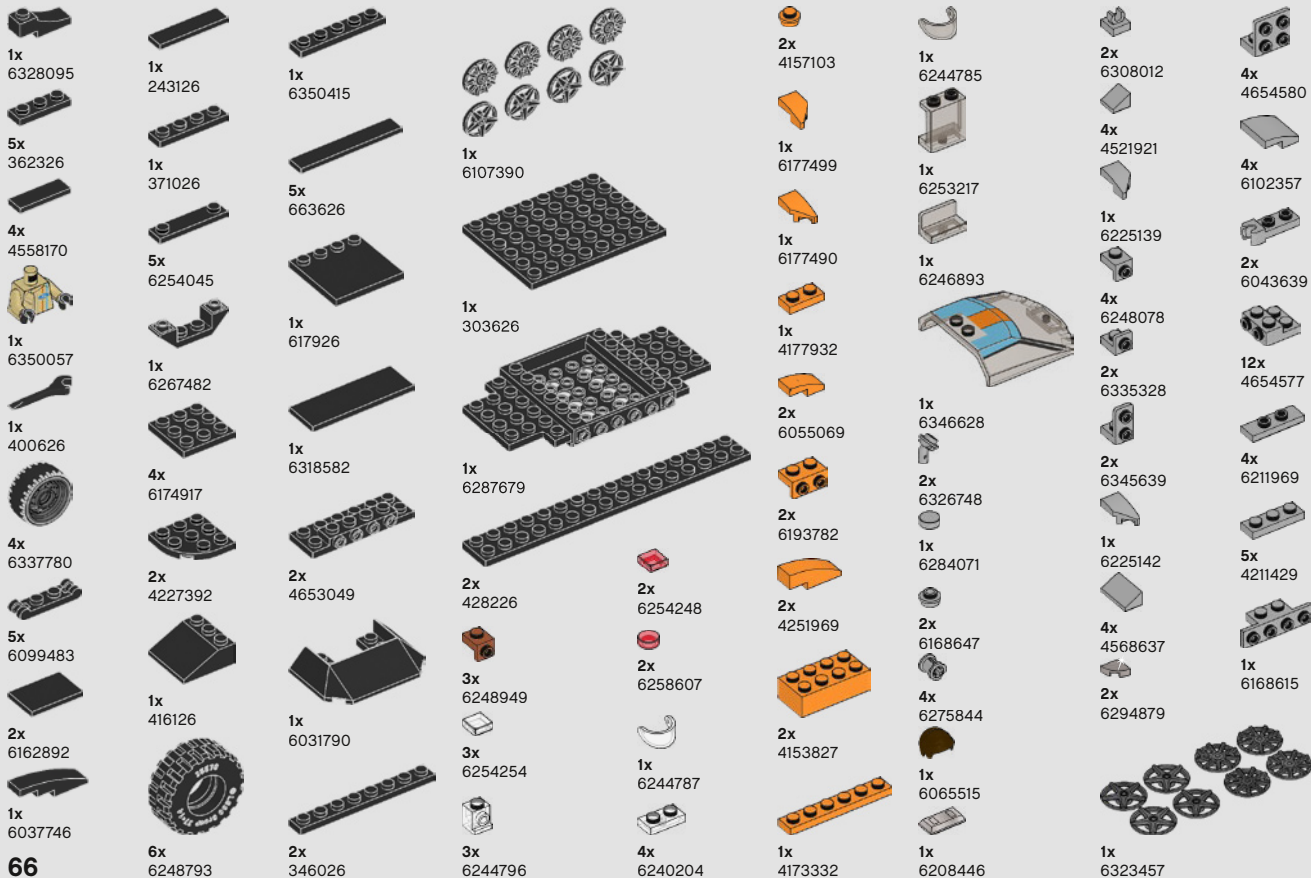 1x
6328095
5x
362326
4x
4558170
1x
6350057
1x
400626
4x
6337780
5x
6099483
2x
6162892
1x
6037746
66
1x
243126
1x
371026
5x
6254045
1x
6267482
4x
6174917
2x
4227392
1x
416126
6x
6248793
1x
6350415
5x
663626
1x
617926
1x
6318582
2x
4653049
1x
6031790
2x
346026
1x
6107390
1x
303626
1x
6287679
2x
428226
3x
6248949
3x
6254254
3x
6244796
2x
6254248
2x
6258607
1x
6244787
4x
6240204
2x
4157103
1x
6177499
1x
6177490
1x
4177932
2x
6055069
2x
6193782
2x
4251969
2x
4153827
1x
4173332
1x
6244785
1x
6253217
1x
6246893
1x
6346628
2x
6326748
1x
6284071
2x
6168647
4x
6275844
1x
6065515
1x
6208446
2x
6308012
4x
4521921
1x
6225139
4x
6248078
2x
6335328
2x
6345639
1x
6225142
4x
4568637
2x
6294879
1x
6323457
4x
4654580
4x
6102357
2x
6043639
12x
4654577
4x
6211969
5x
4211429
1x
6168615